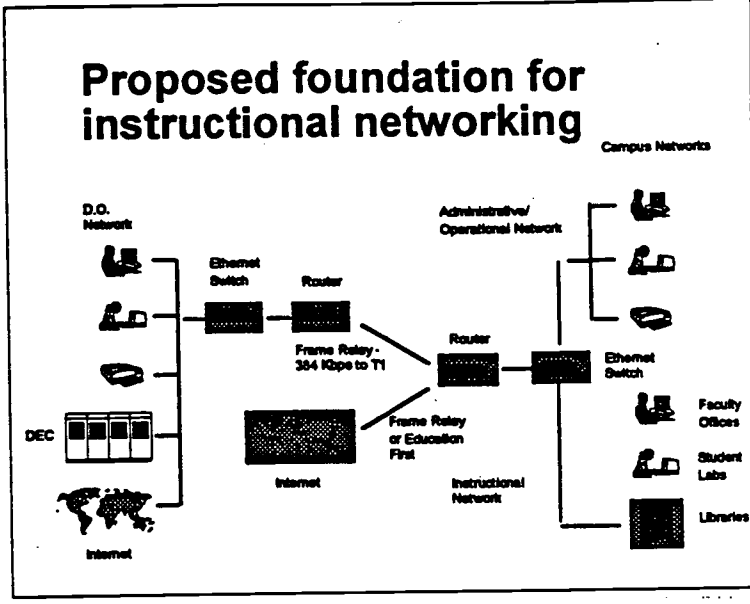 Proposed foundation for
instructional networking
Campus Networks
D.O.
Network
Administrative/
Operational Network
Ethernet
Switch
Router
Frame Relay -
384 Kbps to T1
Router
Ethernet
Switch
DEC
Internet
Internet
Frame Relay
or Education
First
Instructional
Network
Faculty
Offices
Student
Labs
Libraries